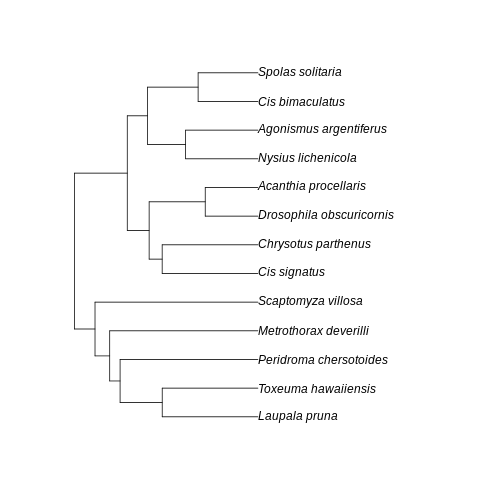 Spolas solitaria
Cis bimaculatus
Agonismus argentiferus
Nysius lichenicola
Acanthia procellaris
Drosophila obscuricornis
Chrysotus parthenus
Cis signatus
Scaptomyza villosa
Metrothorax deverilli
Peridroma chersotoides
Toxeuma hawaiiensis
Laupala pruna